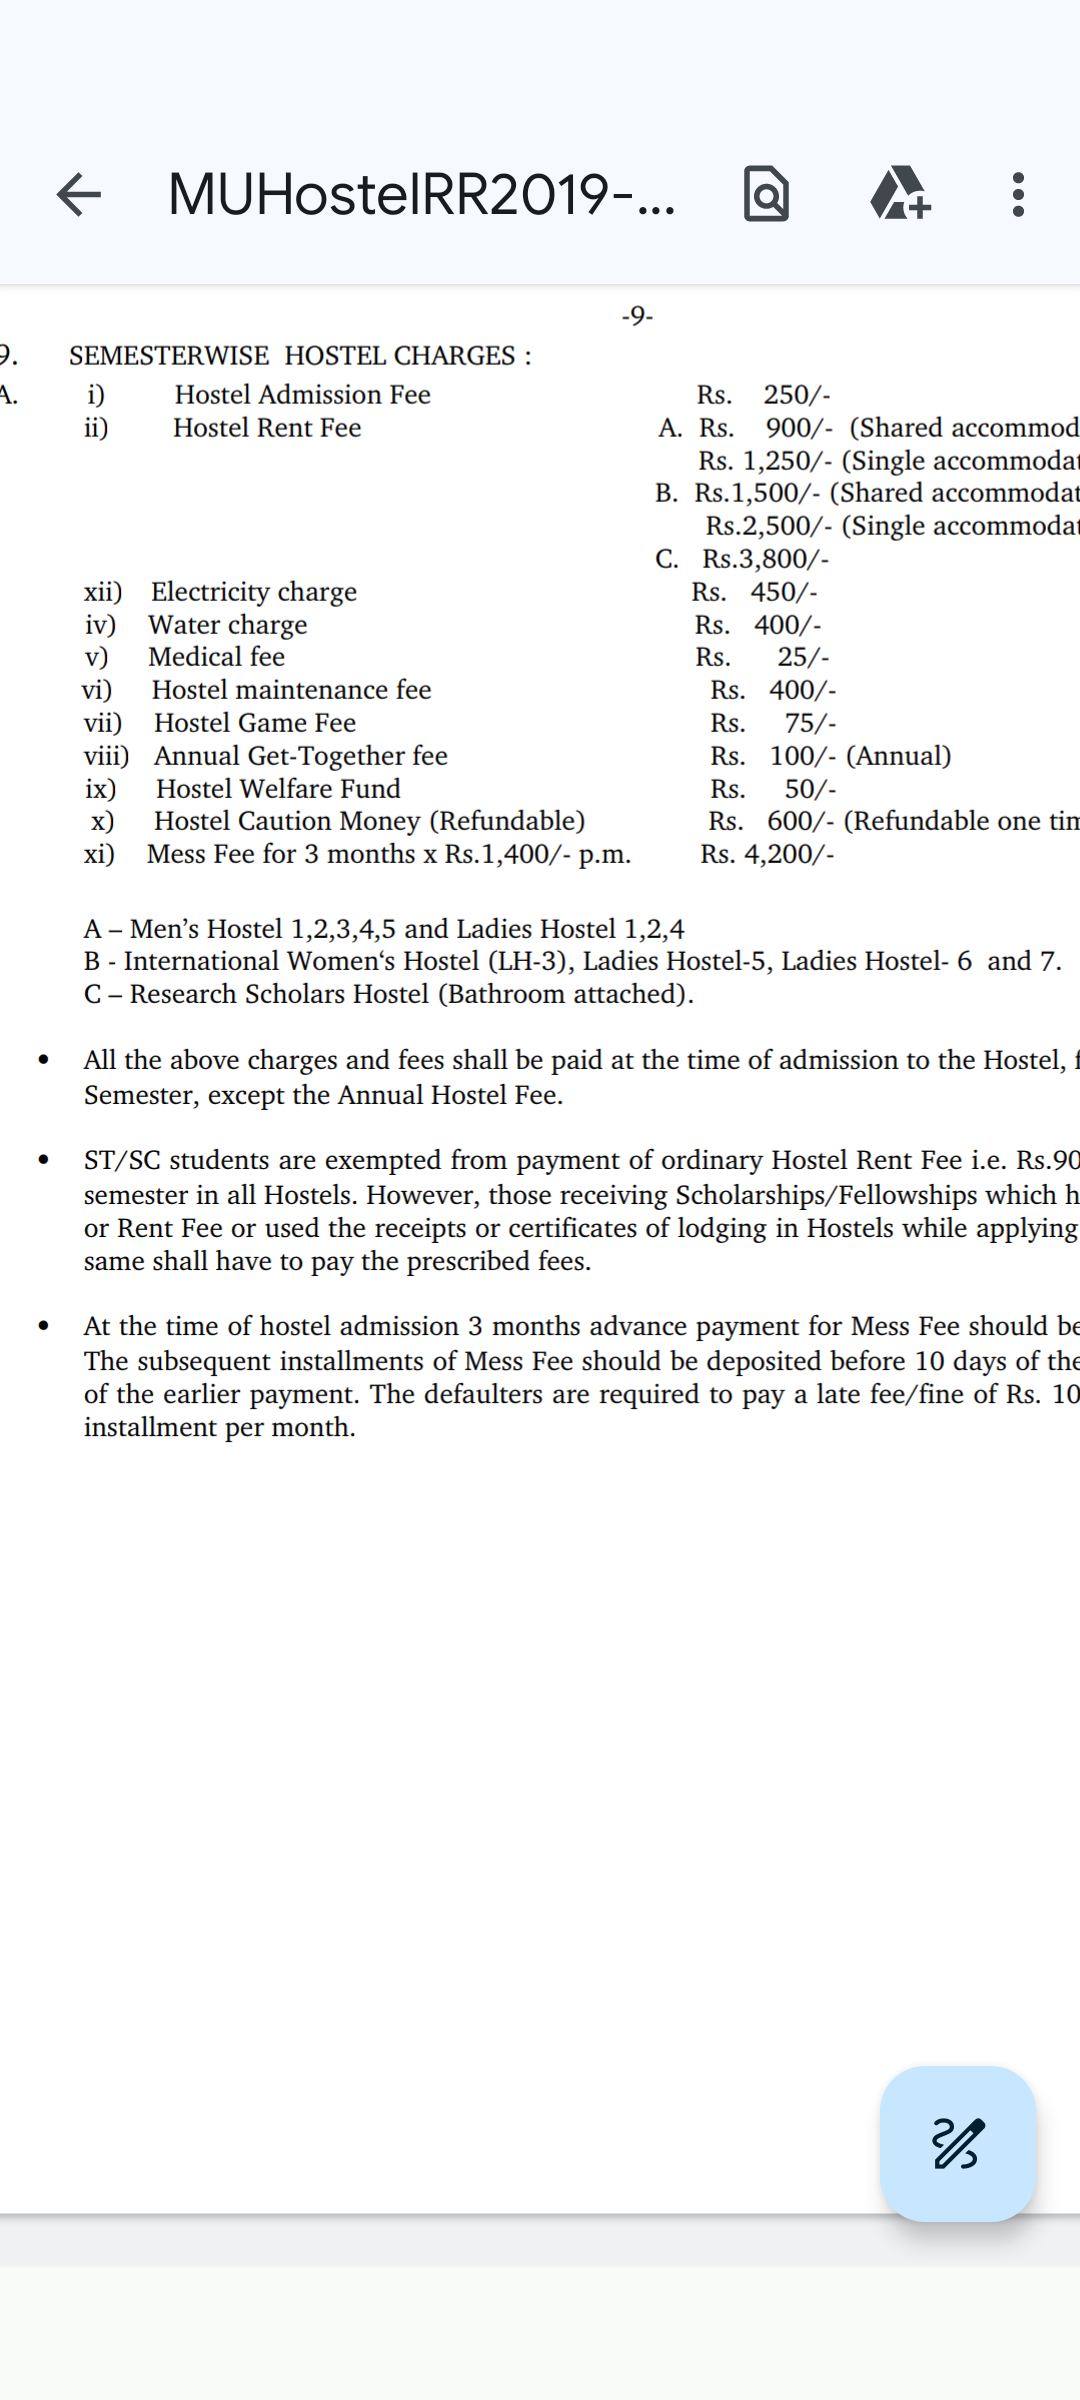 MUHostelRR2019-...
-9-
9. SEMESTERWISE HOSTEL CHARGES :
A. i) Hostel Admission Fee Rs. 250/-
ii) Hostel Rent Fee A. Rs. 900/- (Shared accommod
Rs. 1,250/- (Single accommodat
B. Rs.1,500/- (Shared accommodat
Rs.2,500/- (Single accommodat
C. Rs.3,800/-
xii) Electricity charge Rs. 450/-
iv) Water charge Rs. 400/-
v) Medical fee Rs. 25/-
vi) Hostel maintenance fee Rs. 400/-
vii) Hostel Game Fee Rs. 75/-
viii) Annual Get-Together fee Rs. 100/- (Annual)
ix) Hostel Welfare Fund Rs. 50/-
x) Hostel Caution Money (Refundable) Rs. 600/- (Refundable one tim
xi) Mess Fee for 3 months x Rs.1,400/- p.m. Rs. 4,200/-
A – Men’s Hostel 1,2,3,4,5 and Ladies Hostel 1,2,4
B - International Women‘s Hostel (LH-3), Ladies Hostel-5, Ladies Hostel- 6 and 7.
C – Research Scholars Hostel (Bathroom attached).
• All the above charges and fees shall be paid at the time of admission to the Hostel, f
Semester, except the Annual Hostel Fee.
• ST/SC students are exempted from payment of ordinary Hostel Rent Fee i.e. Rs.90
semester in all Hostels. However, those receiving Scholarships/Fellowships which h
or Rent Fee or used the receipts or certificates of lodging in Hostels while applying
same shall have to pay the prescribed fees.
• At the time of hostel admission 3 months advance payment for Mess Fee should be
The subsequent installments of Mess Fee should be deposited before 10 days of the
of the earlier payment. The defaulters are required to pay a late fee/fine of Rs. 10
installment per month.